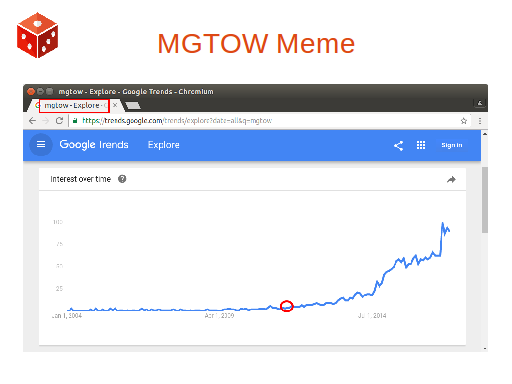 MGTOW Meme
mgtow - Explore - Google Trends - Chromium
mgtow - Explore - G
https://trends.google.com/trends/explore?date=all&q=mgtow
Google Trends Explore Sign in
Interest over time
100
75
50
25
Jan 1, 2004 Apr 1, 2009 Jul 1, 2014